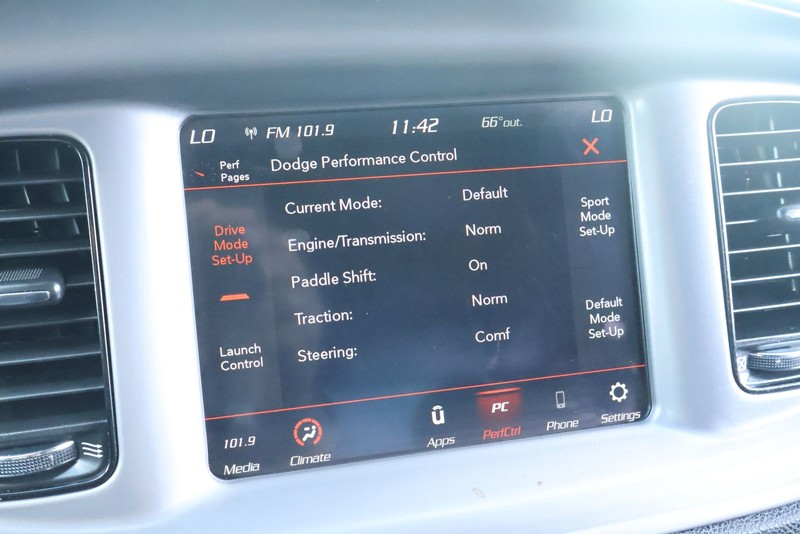 LO FM 101.9 11:42 66° out. LO
Perf
Pages
Dodge Performance Control
Drive
Mode
Set-Up
Launch
Control
Current Mode: Default
Engine/Transmission: Norm
Paddle Shift: On
Traction: Norm
Steering: Comf
Sport
Mode
Set-Up
Default
Mode
Set-Up
101.9
Media
Climate
ū
Apps
PC
PerfCtrl
Phone
Settings